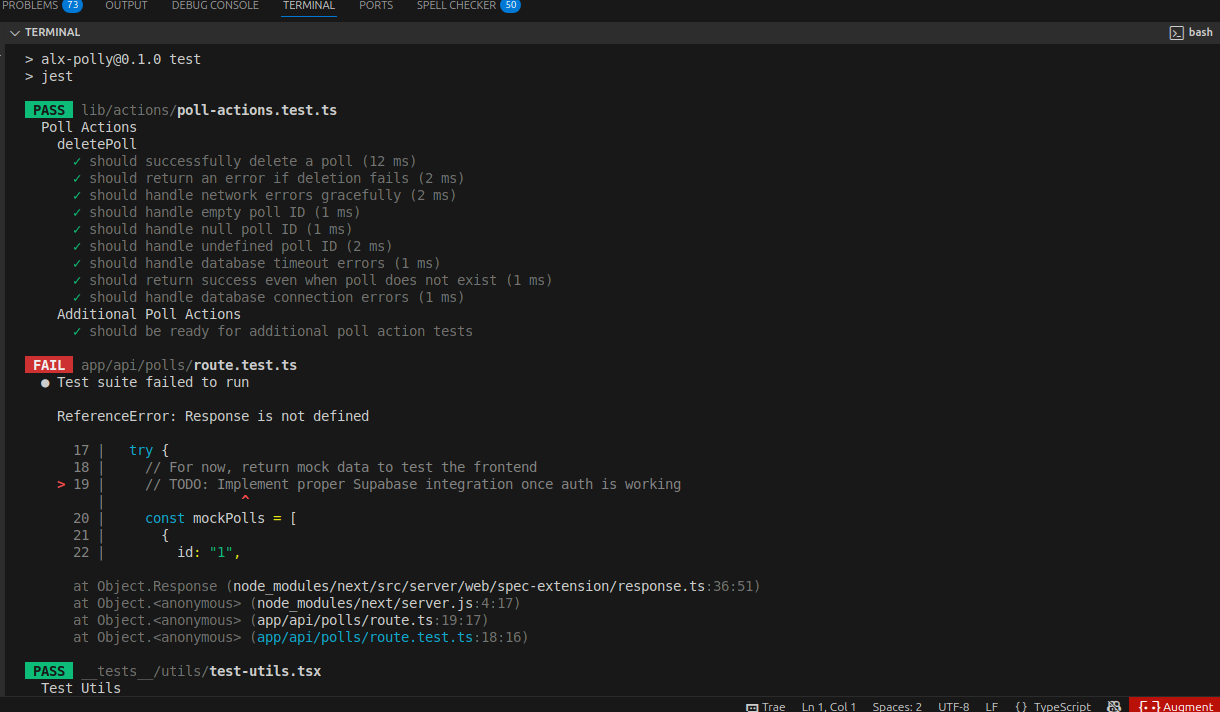 PROBLEMS 73 OUTPUT DEBUG CONSOLE TERMINAL PORTS SPELL CHECKER 50
TERMINAL bash
> alx-polly@0.1.0 test
> jest
PASS lib/actions/poll-actions.test.ts
Poll Actions
deletePoll
✓ should successfully delete a poll (12 ms)
✓ should return an error if deletion fails (2 ms)
✓ should handle network errors gracefully (2 ms)
✓ should handle empty poll ID (1 ms)
✓ should handle null poll ID (1 ms)
✓ should handle undefined poll ID (2 ms)
✓ should handle database timeout errors (1 ms)
✓ should return success even when poll does not exist (1 ms)
✓ should handle database connection errors (1 ms)
Additional Poll Actions
✓ should be ready for additional poll action tests
FAIL app/api/polls/route.test.ts
● Test suite failed to run
ReferenceError: Response is not defined
17 | try {
18 | // For now, return mock data to test the frontend
> 19 | // TODO: Implement proper Supabase integration once auth is working
| ^
20 | const mockPolls = [
21 | {
22 | id: "1",
at Object.Response (node_modules/next/src/server/web/spec-extension/response.ts:36:51)
at Object.<anonymous> (node_modules/next/server.js:4:17)
at Object.<anonymous> (app/api/polls/route.ts:19:17)
at Object.<anonymous> (app/api/polls/route.test.ts:18:16)
PASS __tests__/utils/test-utils.tsx
Test Utils
Trae Ln 1, Col 1 Spaces: 2 UTF-8 LF {} TypeScript Augment